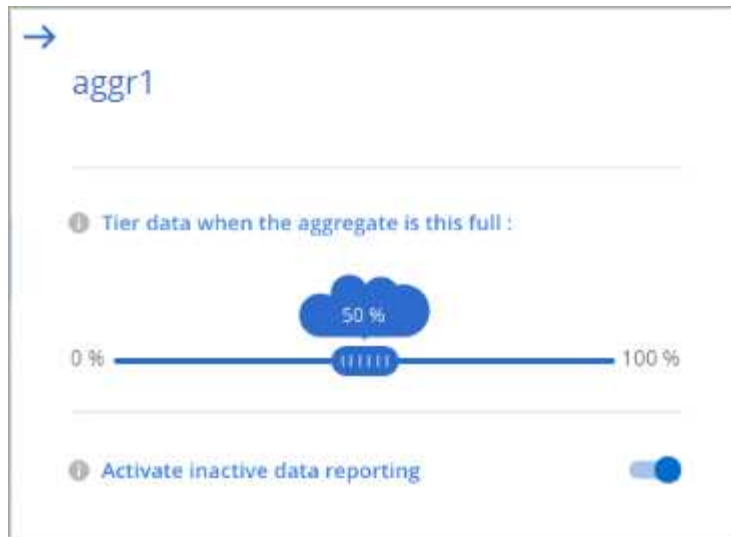 aggr1
Tier data when the aggregate is this full :
50 %
0 % 100 %
Activate inactive data reporting